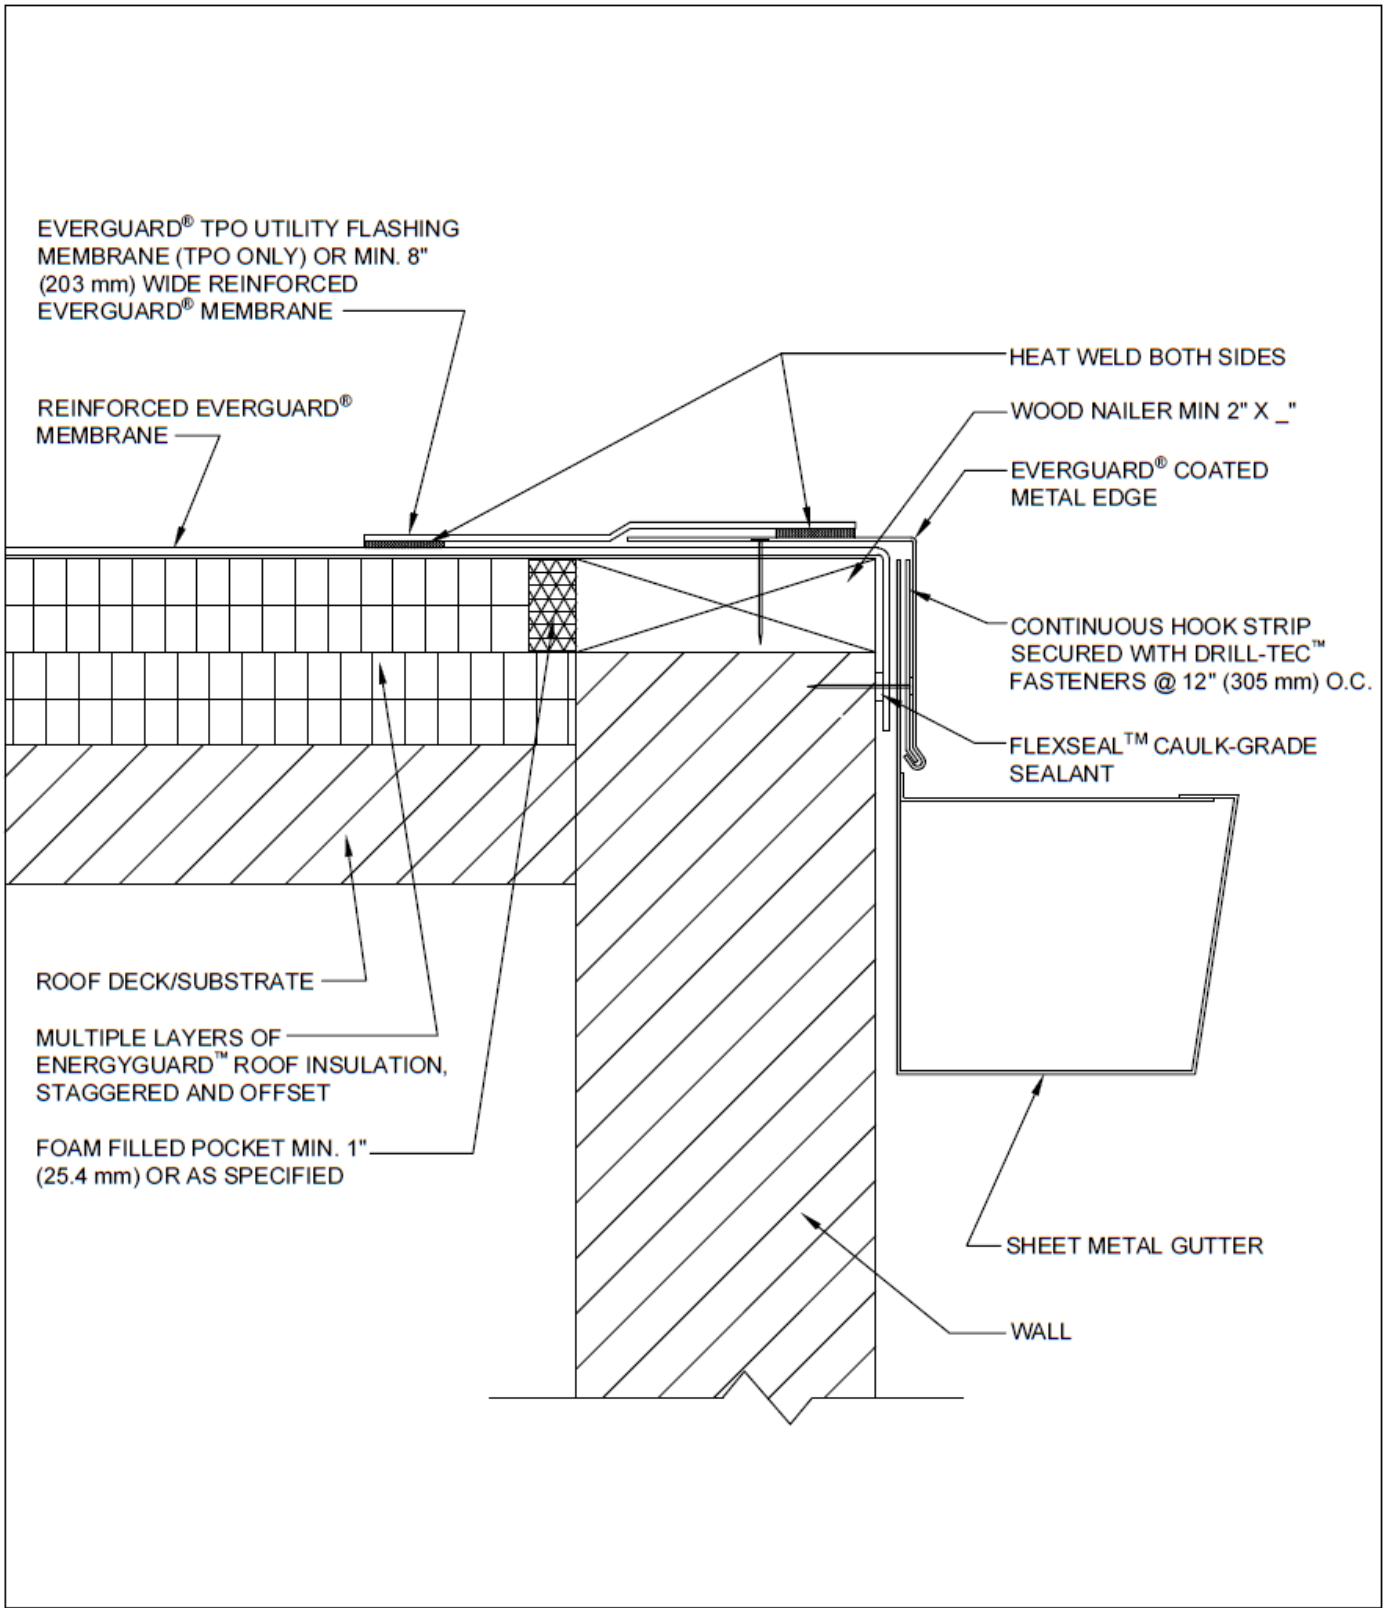 EVERGUARD® TPO UTILITY FLASHING
MEMBRANE (TPO ONLY) OR MIN. 8"
(203 mm) WIDE REINFORCED
EVERGUARD® MEMBRANE
REINFORCED EVERGUARD®
MEMBRANE
HEAT WELD BOTH SIDES
WOOD NAILER MIN 2" X _"
EVERGUARD® COATED
METAL EDGE
CONTINUOUS HOOK STRIP
SECURED WITH DRILL-TEC™
FASTENERS @ 12" (305 mm) O.C.
FLEXSEAL™ CAULK-GRADE
SEALANT
ROOF DECK/SUBSTRATE
MULTIPLE LAYERS OF
ENERGYGUARD™ ROOF INSULATION,
STAGGERED AND OFFSET
FOAM FILLED POCKET MIN. 1"
(25.4 mm) OR AS SPECIFIED
SHEET METAL GUTTER
WALL